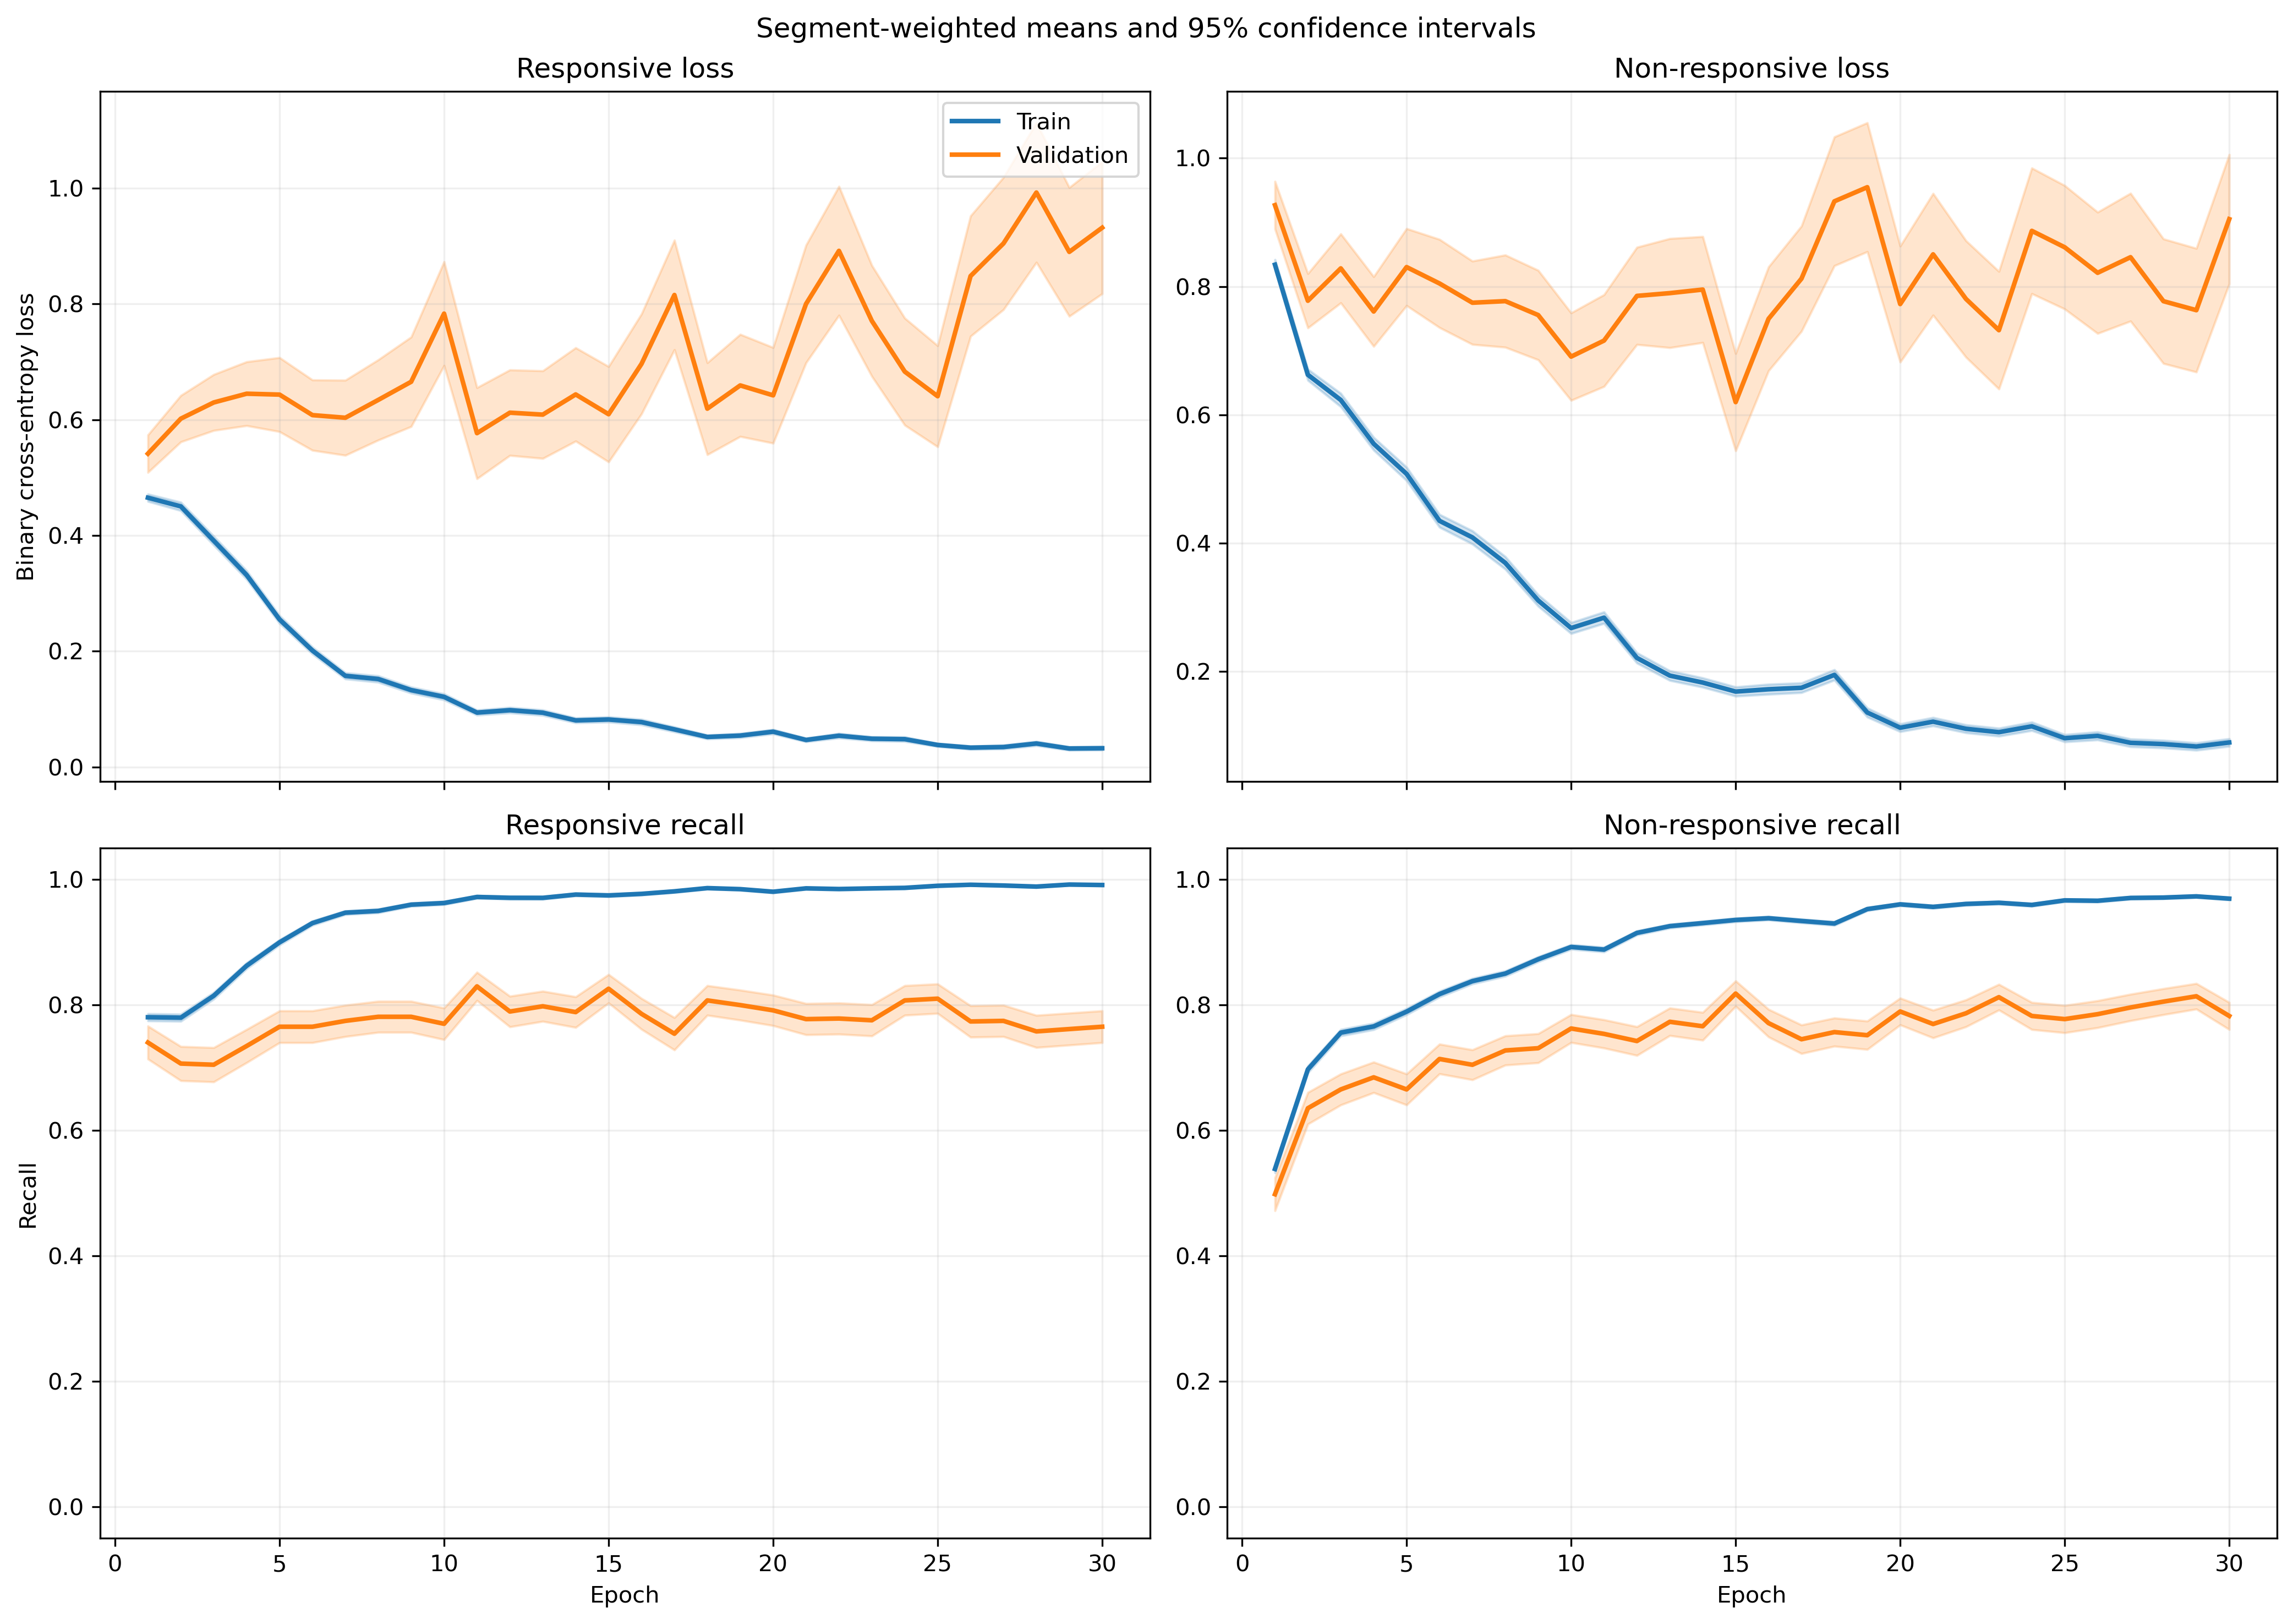 Segment-weighted means and 95% confidence intervals
Responsive loss
Non-responsive loss
Train
Validation
Binary cross-entropy loss
1.0
0.8
0.6
0.4
0.2
0.0
1.0
0.8
0.6
0.4
0.2
Responsive recall
Non-responsive recall
Recall
1.0
0.8
0.6
0.4
0.2
0.0
0 5 10 15 20 25 30
Epoch
1.0
0.8
0.6
0.4
0.2
0.0
0 5 10 15 20 25 30
Epoch